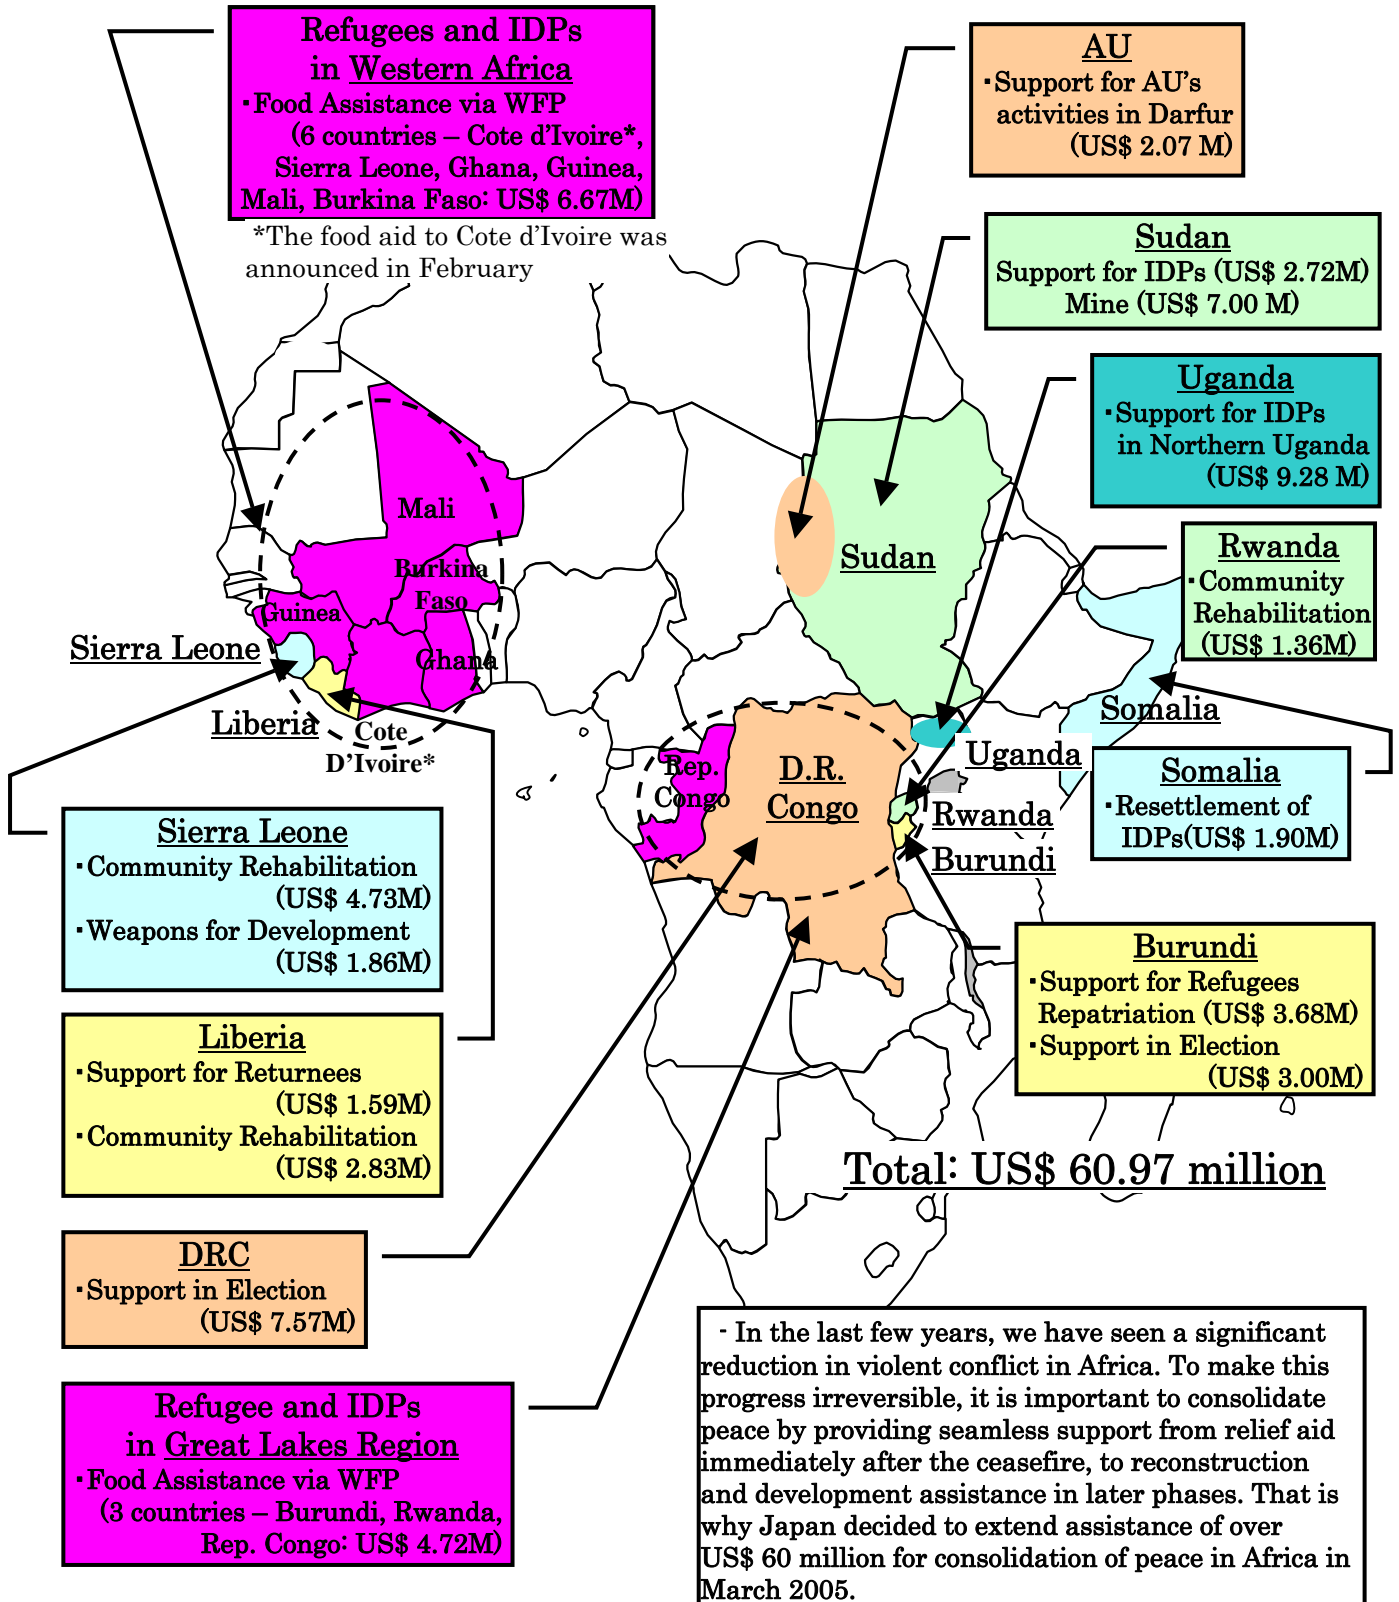 Refugees and IDPs
in Western Africa
・Food Assistance via WFP
(6 countries – Cote d’Ivoire*,
Sierra Leone, Ghana, Guinea,
Mali, Burkina Faso: US$ 6.67M)
*The food aid to Cote d’Ivoire was
announced in February
AU
・Support for AU’s
activities in Darfur
(US$ 2.07 M)
Sudan
Support for IDPs (US$ 2.72M)
Mine (US$ 7.00 M)
Uganda
・Support for IDPs
in Northern Uganda
(US$ 9.28 M)
Rwanda
・Community
Rehabilitation
(US$ 1.36M)
Mali
Burkina
Faso
Guinea
Ghana
Sierra Leone
Liberia
Cote
D’Ivoire*
Sudan
Somalia
Uganda
Rep.
Congo
D.R.
Congo
Rwanda
Burundi
Somalia
・Resettlement of
IDPs(US$ 1.90M)
Sierra Leone
・Community Rehabilitation
(US$ 4.73M)
・Weapons for Development
(US$ 1.86M)
Burundi
・Support for Refugees
Repatriation (US$ 3.68M)
・Support in Election
(US$ 3.00M)
Liberia
・Support for Returnees
(US$ 1.59M)
・Community Rehabilitation
(US$ 2.83M)
Total: US$ 60.97 million
DRC
・Support in Election
(US$ 7.57M)
Refugee and IDPs
in Great Lakes Region
・Food Assistance via WFP
(3 countries – Burundi, Rwanda,
Rep. Congo: US$ 4.72M)
- In the last few years, we have seen a significant
reduction in violent conflict in Africa. To make this
progress irreversible, it is important to consolidate
peace by providing seamless support from relief aid
immediately after the ceasefire, to reconstruction
and development assistance in later phases. That is
why Japan decided to extend assistance of over
US$ 60 million for consolidation of peace in Africa in
March 2005.